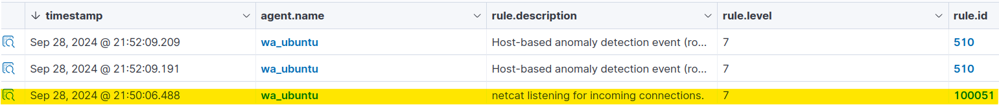 timestamp agent.name rule.description rule.level rule.id
Sep 28, 2024 @ 21:52:09.209 wa_ubuntu Host-based anomaly detection event (ro... 7 510
Sep 28, 2024 @ 21:52:09.191 wa_ubuntu Host-based anomaly detection event (ro... 7 510
Sep 28, 2024 @ 21:50:06.488 wa_ubuntu netcat listening for incoming connections. 7 100051